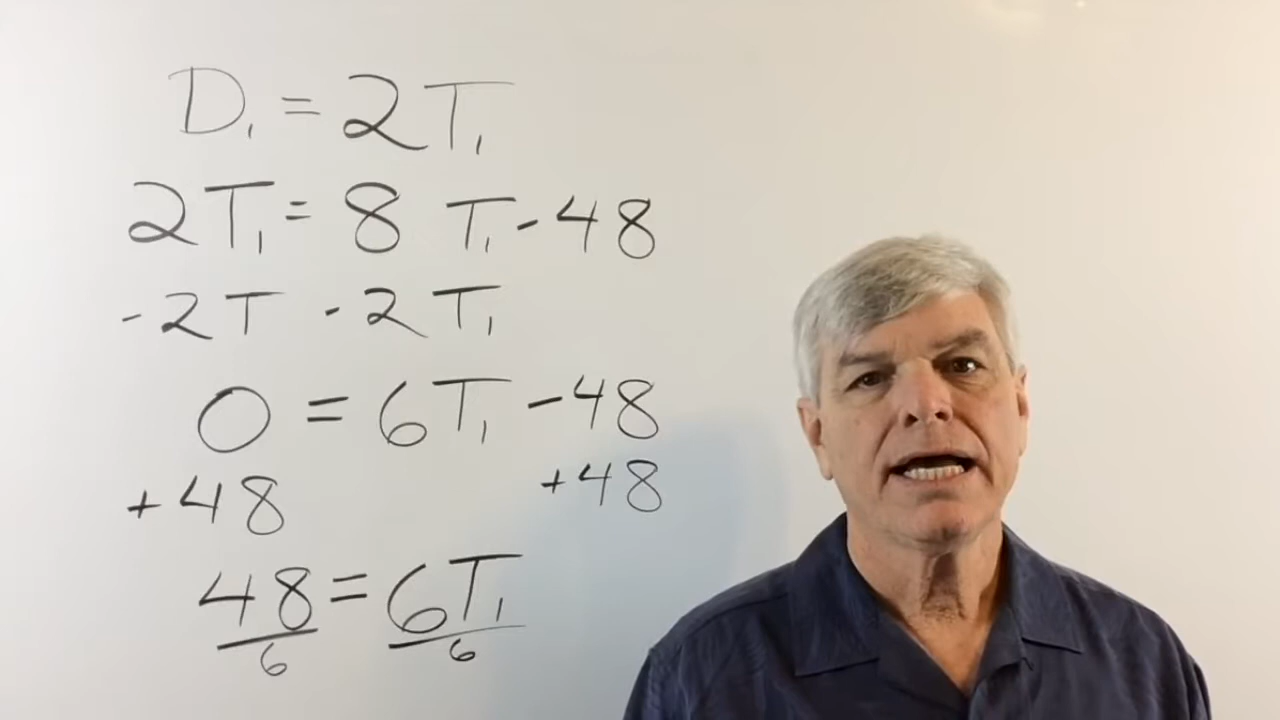 D₁ = 2T₁
2T₁ = 8 T₁ - 48
-2T -2T₁
0 = 6T₁ - 48
+48 +48
48 = 6T₁
6 6